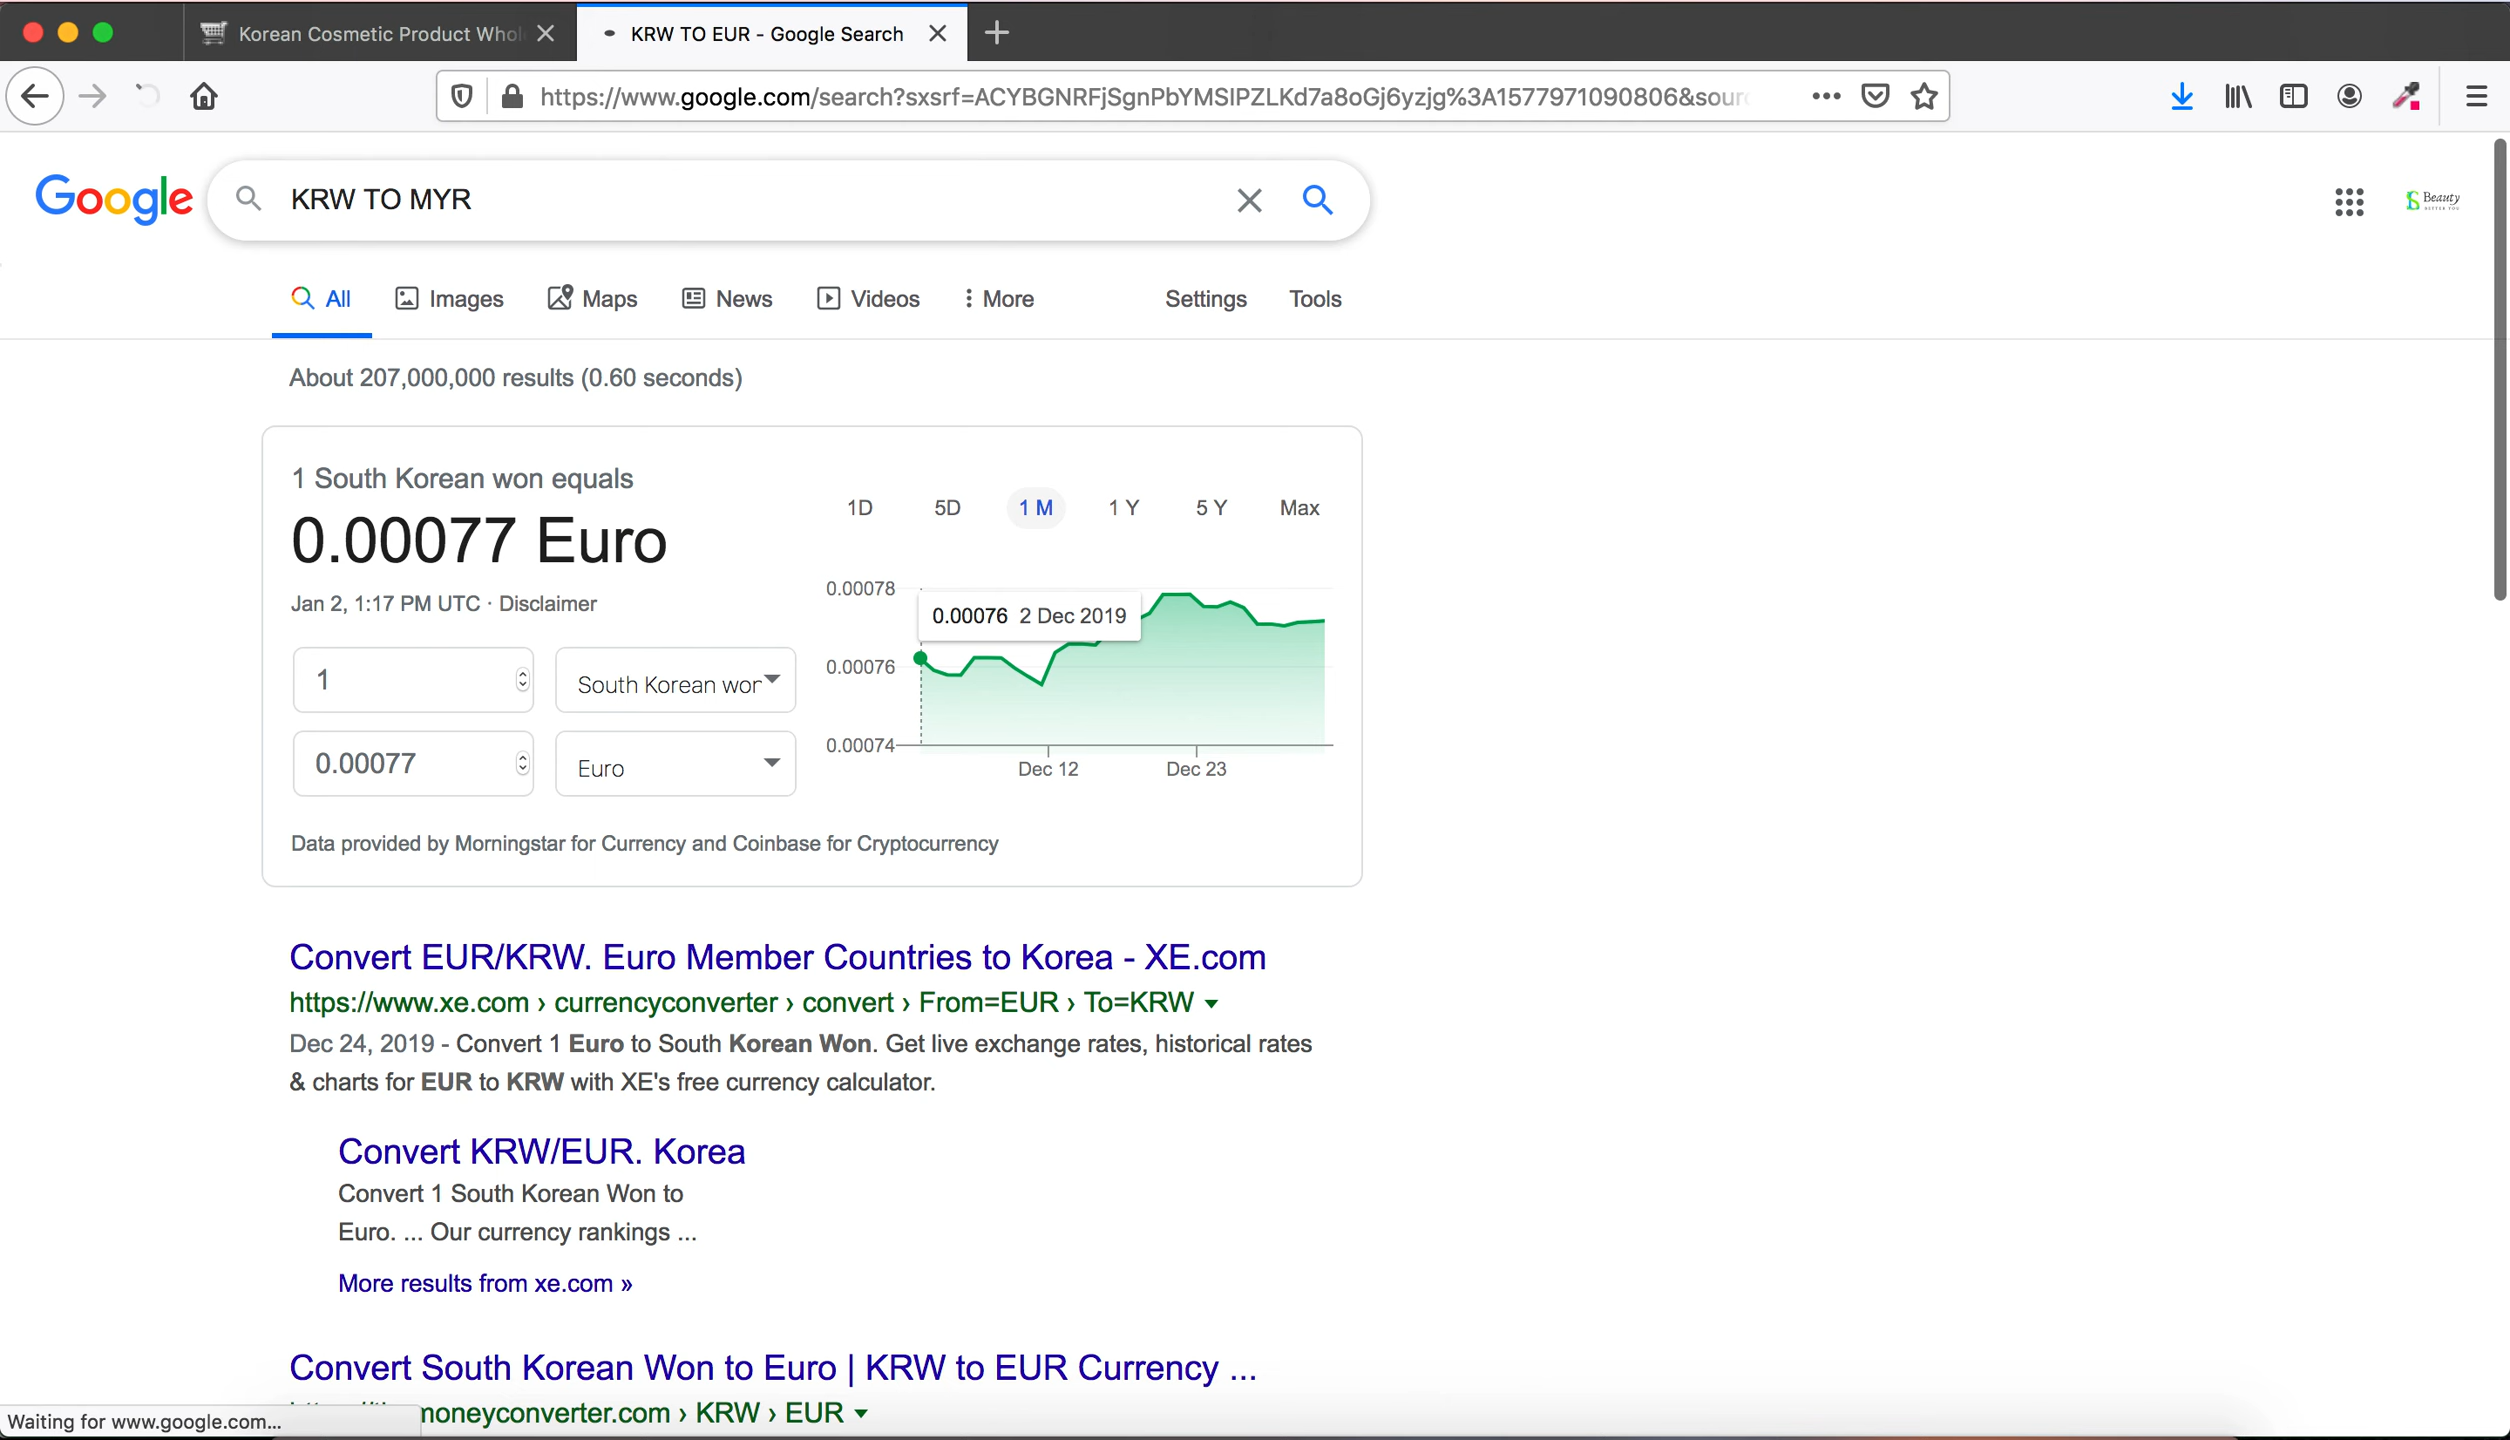 Korean Cosmetic Product Whol
KRW TO EUR - Google Search
https://www.google.com/search?sxsrf=ACYBGNRFjSgnPbYMSIPZLKd7a8oGj6yzjg%3A1577971090806&sour
Google
KRW TO MYR
Beauty
All
Images
Maps
News
Videos
More
Settings
Tools
About 207,000,000 results (0.60 seconds)
1 South Korean won equals
0.00077 Euro
Jan 2, 1:17 PM UTC · Disclaimer
1
South Korean won
0.00077
Euro
1D 5D 1 M 1 Y 5 Y Max
0.00078
0.00076 2 Dec 2019
0.00076
0.00074
Dec 12 Dec 23
Data provided by Morningstar for Currency and Coinbase for Cryptocurrency
Convert EUR/KRW. Euro Member Countries to Korea - XE.com
https://www.xe.com › currencyconverter › convert › From=EUR › To=KRW
Dec 24, 2019 - Convert 1 Euro to South Korean Won. Get live exchange rates, historical rates
& charts for EUR to KRW with XE's free currency calculator.
Convert KRW/EUR. Korea
Convert 1 South Korean Won to
Euro. ... Our currency rankings ...
More results from xe.com »
Convert South Korean Won to Euro | KRW to EUR Currency ...
moneyconverter.com › KRW › EUR
Waiting for www.google.com...